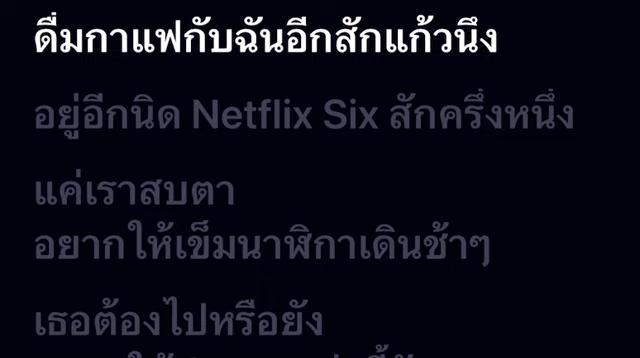 ดื่มกาแฟกับฉันอีกสักแก้วนึง
อยู่อีกนิด Netflix Six สักครึ่งหนึ่ง
แค่เราสบตา
อยากให้เข็มนาฬิกาเดินช้าๆ
เธอต้องไปหรือยัง